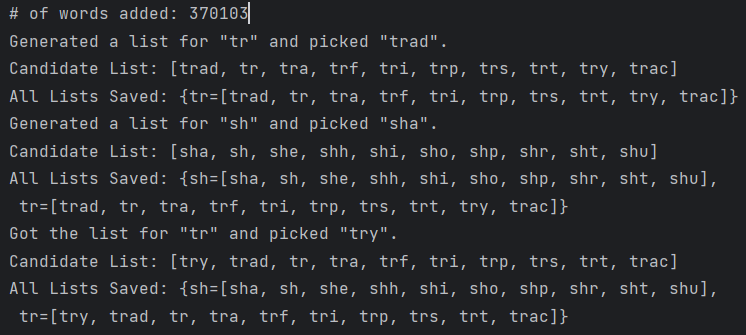 # of words added: 370103
Generated a list for "tr" and picked "trad".
Candidate List: [trad, tr, tra, trf, tri, trp, trs, trt, try, trac]
All Lists Saved: {tr=[trad, tr, tra, trf, tri, trp, trs, trt, try, trac]}
Generated a list for "sh" and picked "sha".
Candidate List: [sha, sh, she, shh, shi, sho, shp, shr, sht, shu]
All Lists Saved: {sh=[sha, sh, she, shh, shi, sho, shp, shr, sht, shu],
 tr=[trad, tr, tra, trf, tri, trp, trs, trt, try, trac]}
Got the list for "tr" and picked "try".
Candidate List: [try, trad, tr, tra, trf, tri, trp, trs, trt, trac]
All Lists Saved: {sh=[sha, sh, she, shh, shi, sho, shp, shr, sht, shu],
 tr=[try, trad, tr, tra, trf, tri, trp, trs, trt, trac]}